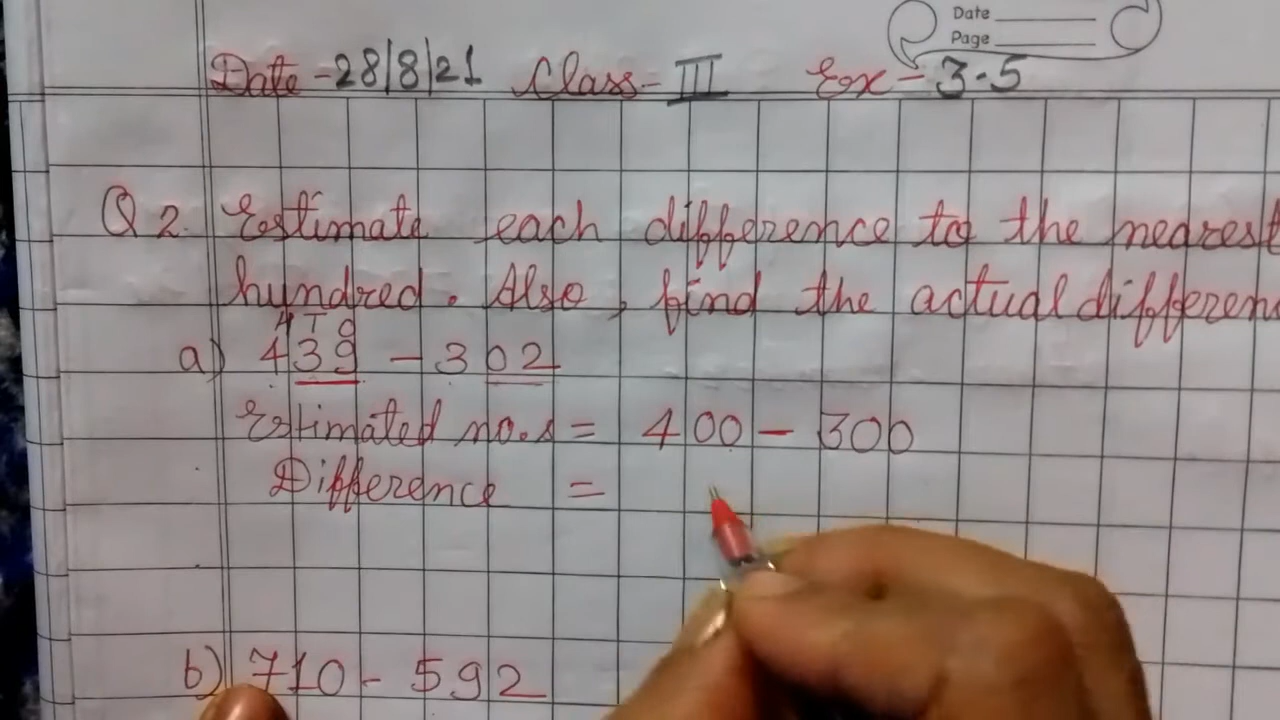 Date
Page
Date - 28/8/21 Class - III Ex - 3.5
Q2. Estimate each difference to the nearest
hundred. Also, find the actual differen
H T O
a) 439 - 302
Estimated no.s = 400 - 300
Difference =
b) 710 - 592